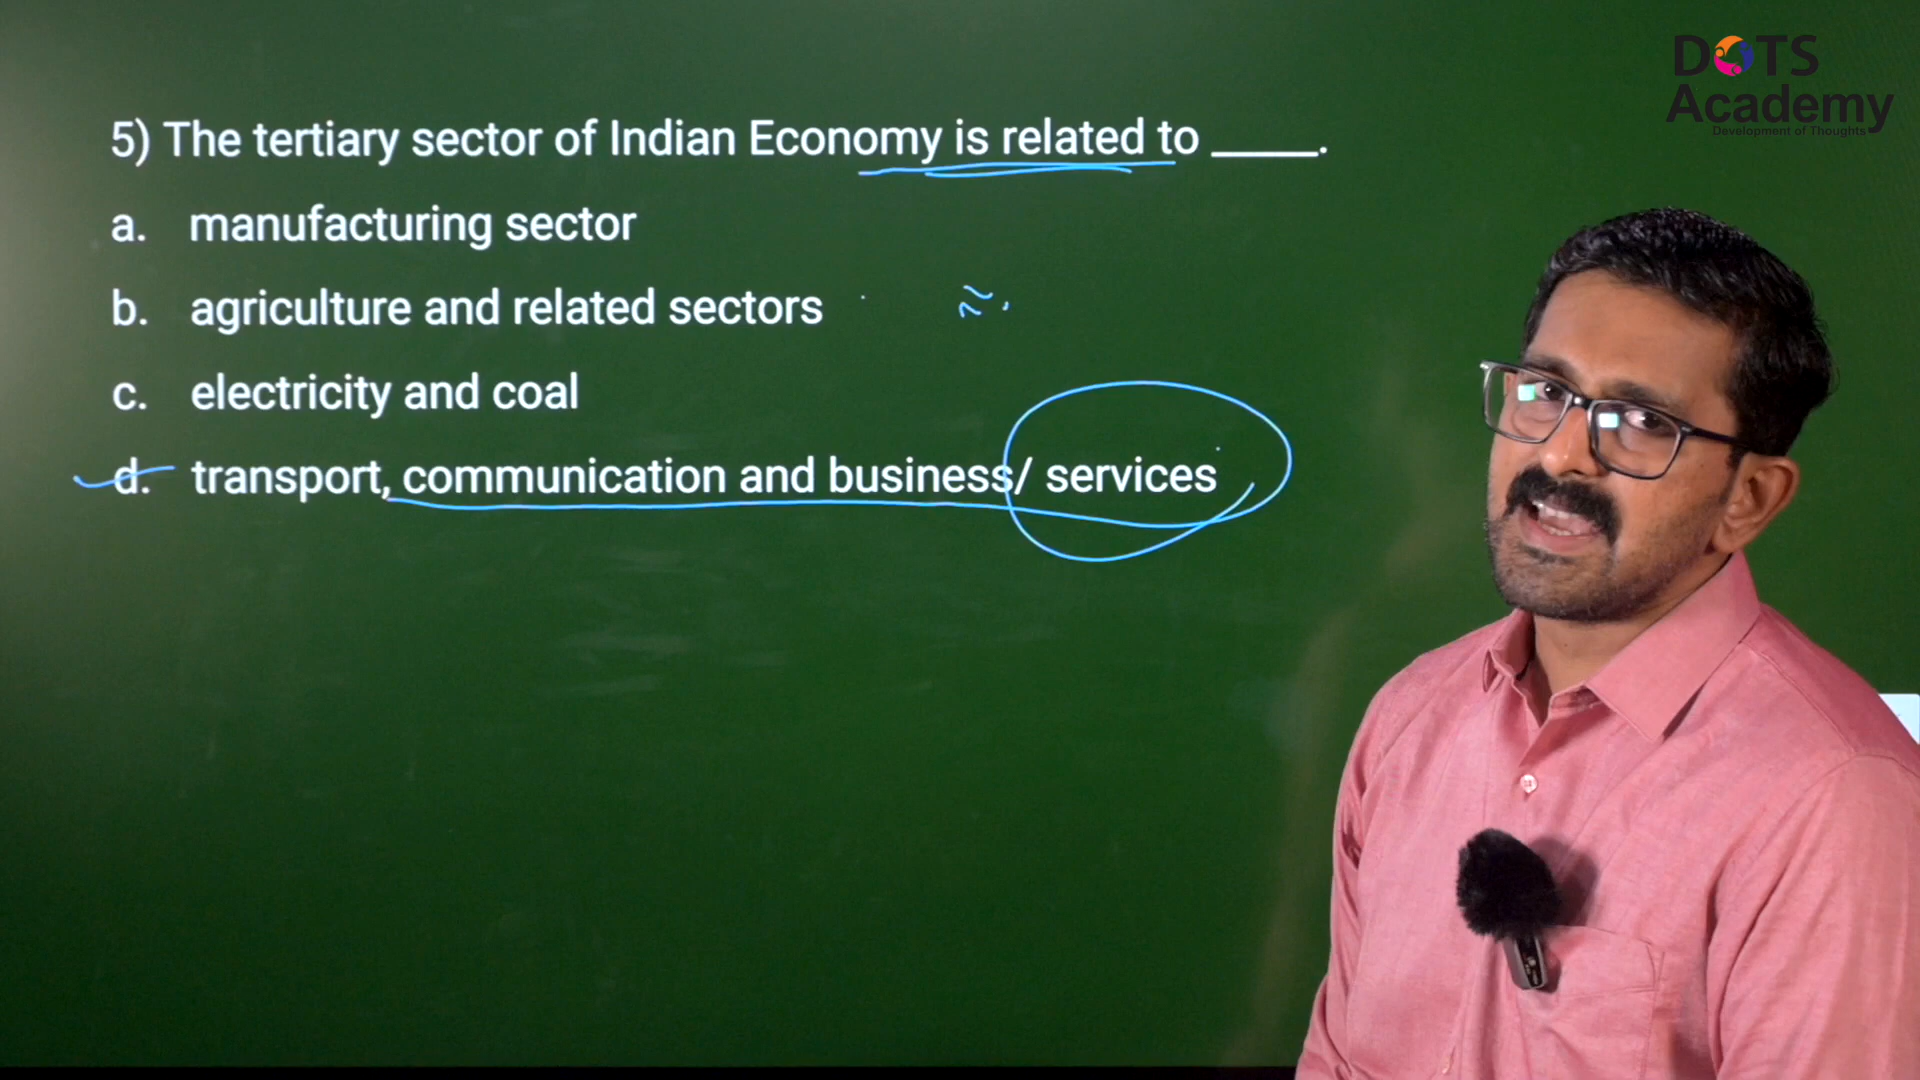 DOTS
Academy
Development of Thoughts
5) The tertiary sector of Indian Economy is related to _____.
a. manufacturing sector
b. agriculture and related sectors
c. electricity and coal
d. transport, communication and business/ services